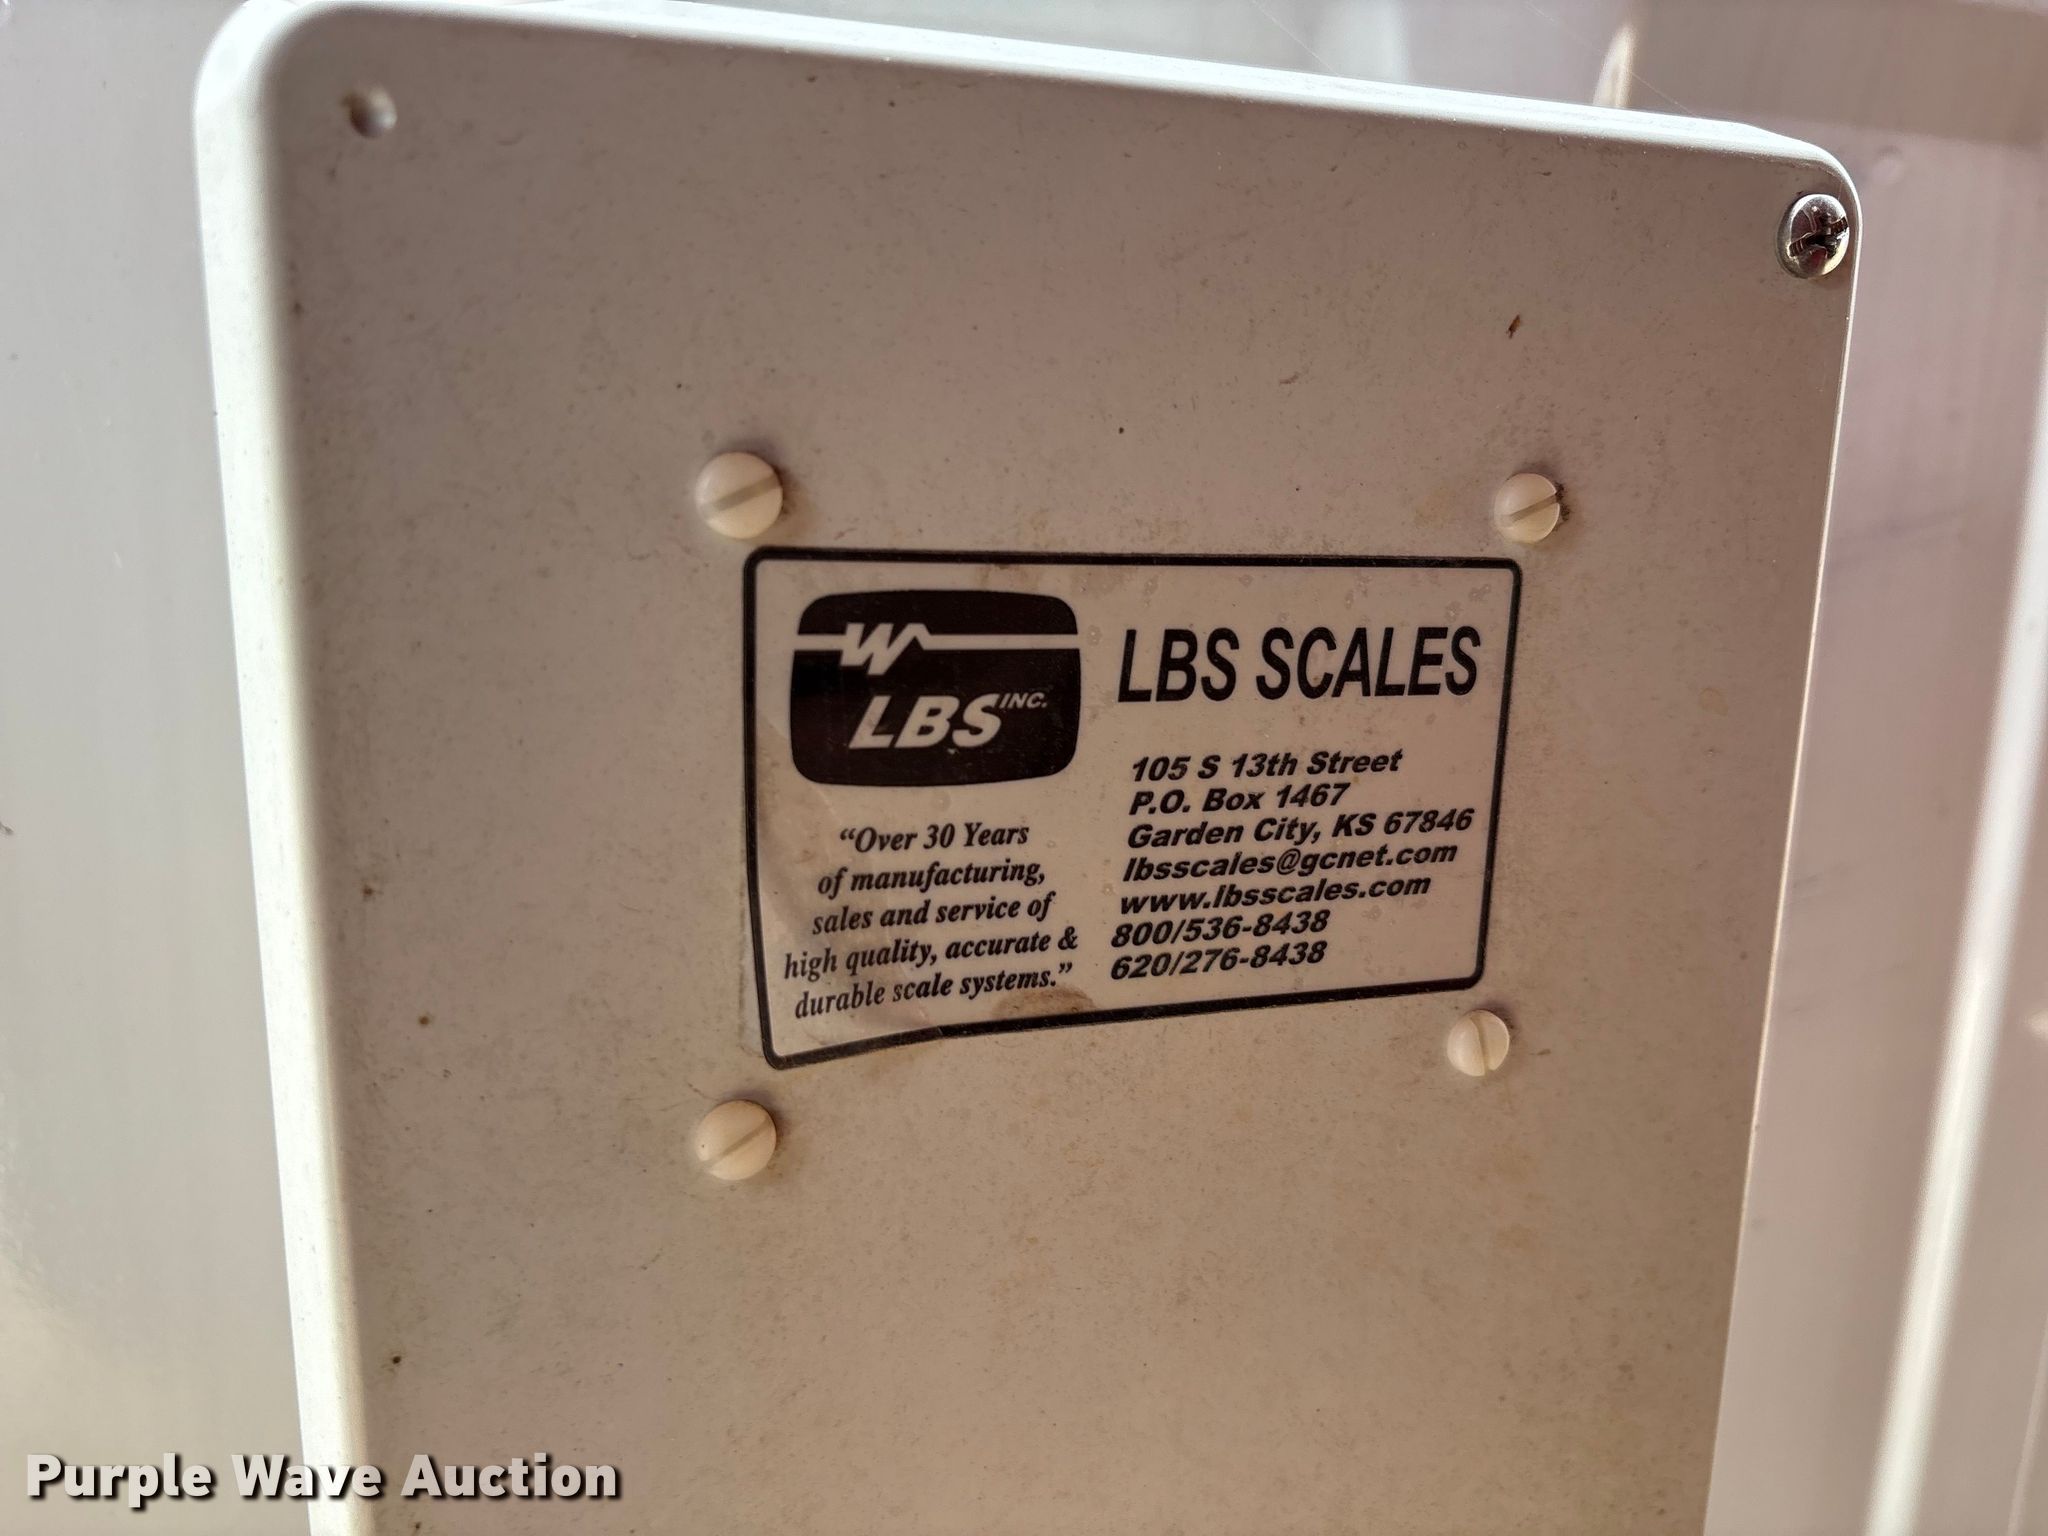 W
LBS INC.
LBS SCALES
"Over 30 Years
of manufacturing,
sales and service of
high quality, accurate &
durable scale systems."
105 S 13th Street
P.O. Box 1467
Garden City, KS 67846
lbsscales@gcnet.com
www.lbsscales.com
800/536-8438
620/276-8438
Purple Wave Auction